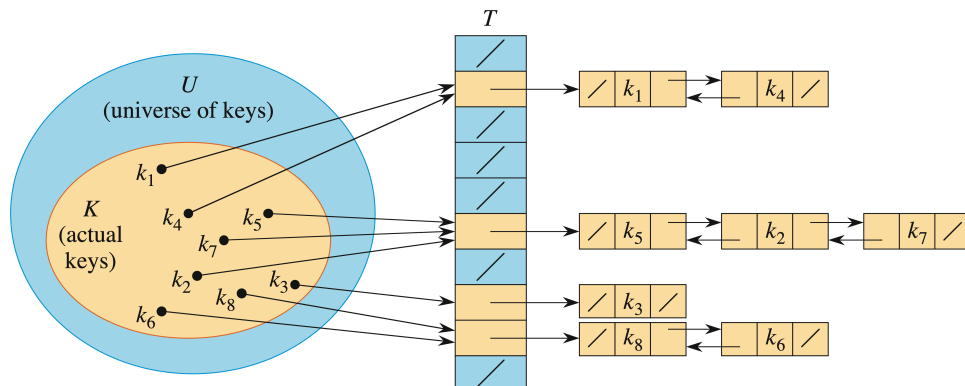 T
U
(universe of keys)
k1
k4
k1
K
(actual
keys)
k4
k5
k7
k2
k3
k8
k6
k5
k2
k7
k3
k8
k6